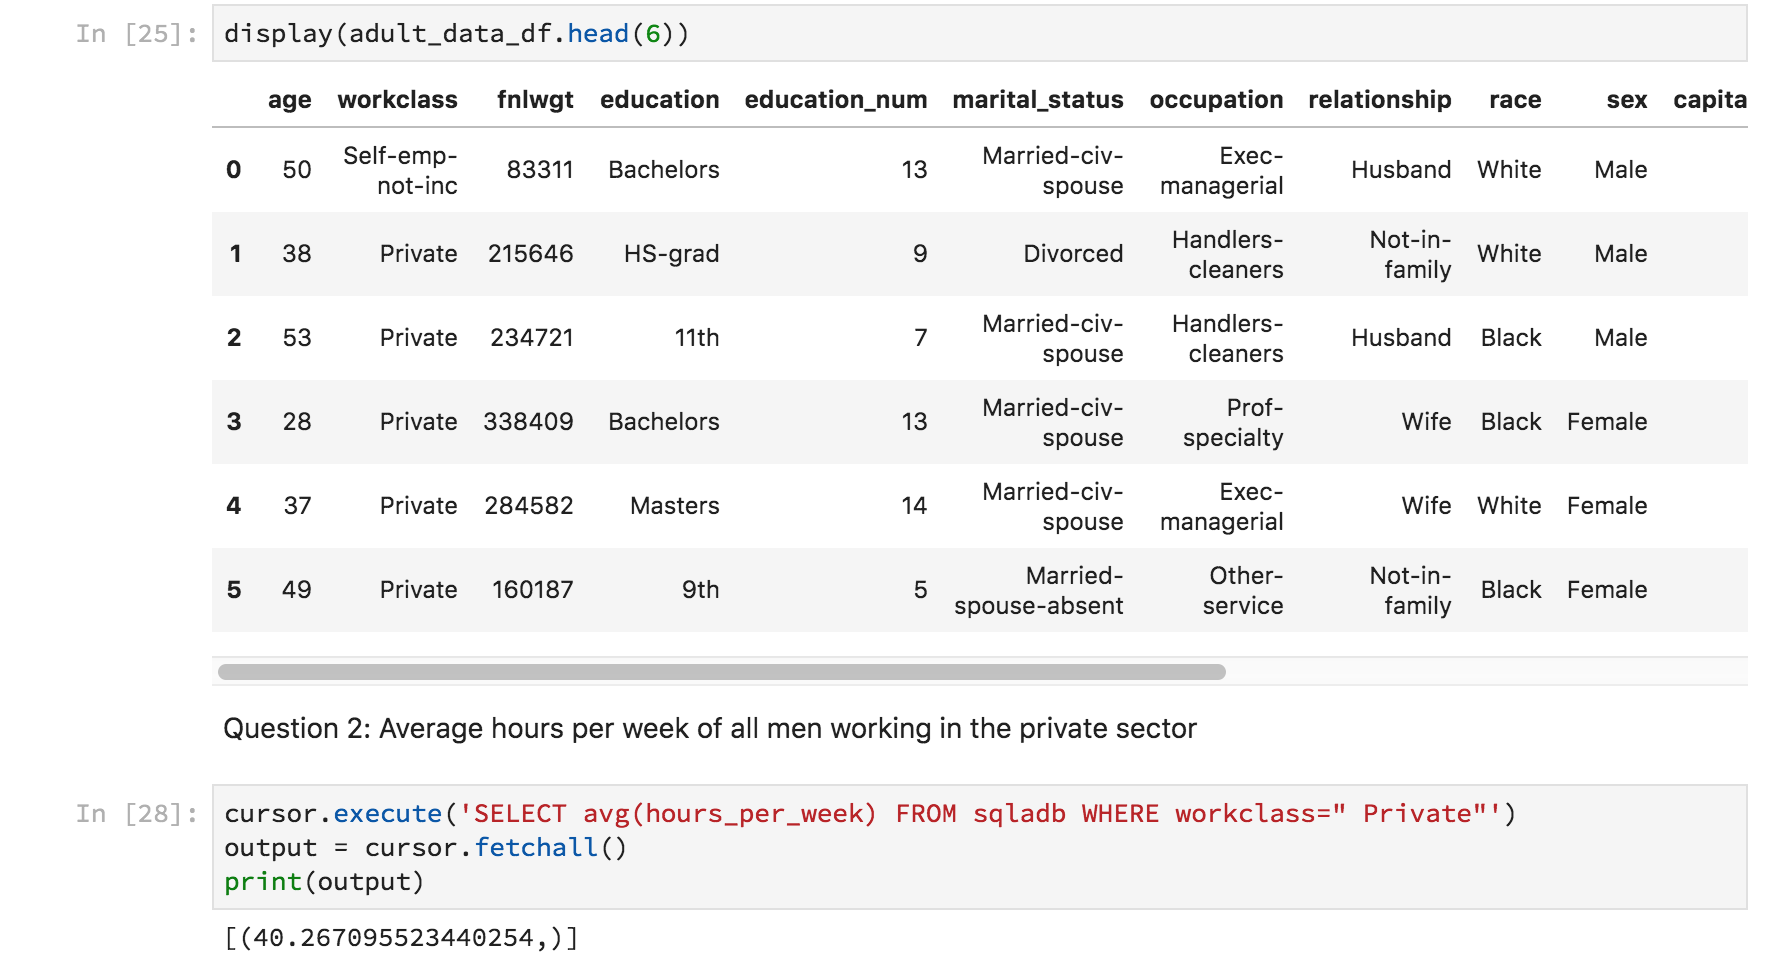 In [25]: display(adult_data_df.head(6))
age workclass fnlwgt education education_num marital_status occupation relationship race sex capita
0 50 Self-emp-not-inc 83311 Bachelors 13 Married-civ-spouse Exec-managerial Husband White Male
1 38 Private 215646 HS-grad 9 Divorced Handlers-cleaners Not-in-family White Male
2 53 Private 234721 11th 7 Married-civ-spouse Handlers-cleaners Husband Black Male
3 28 Private 338409 Bachelors 13 Married-civ-spouse Prof-specialty Wife Black Female
4 37 Private 284582 Masters 14 Married-civ-spouse Exec-managerial Wife White Female
5 49 Private 160187 9th 5 Married-spouse-absent Other-service Not-in-family Black Female
Question 2: Average hours per week of all men working in the private sector
In [28]: cursor.execute('SELECT avg(hours_per_week) FROM sqladb WHERE workclass=" Private"')
output = cursor.fetchall()
print(output)
[(40.267095523440254,)]